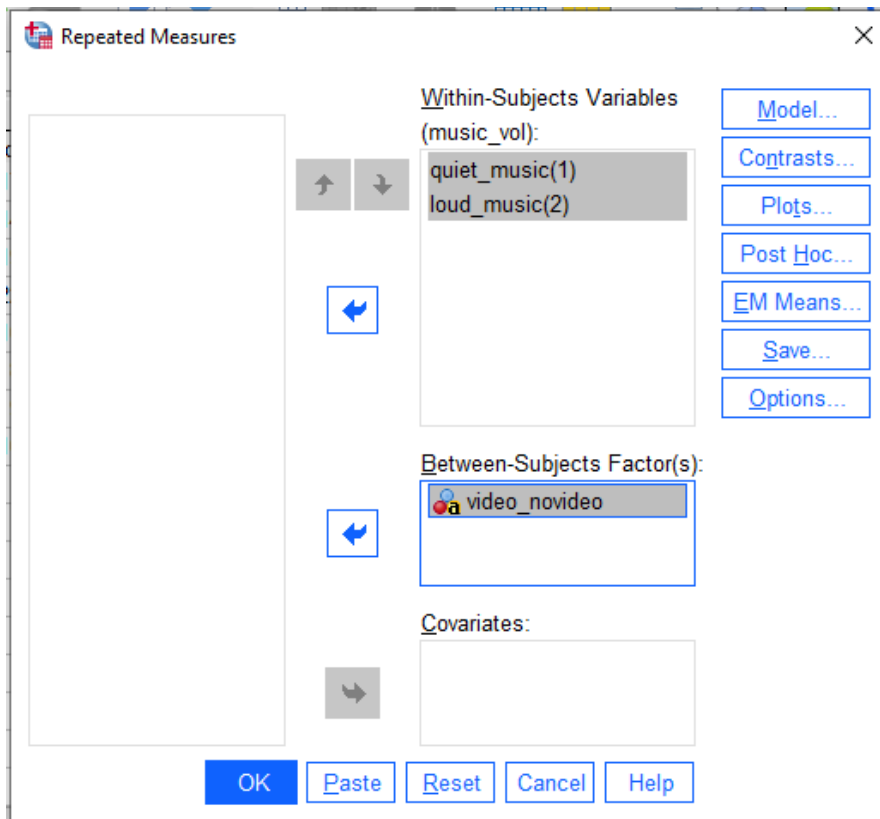 Repeated Measures
Within-Subjects Variables
(music_vol):
quiet_music(1)
loud_music(2)
Model...
Contrasts...
Plots...
Post Hoc...
EM Means...
Save...
Options...
Between-Subjects Factor(s):
a video_novideo
Covariates:
OK Paste Reset Cancel Help